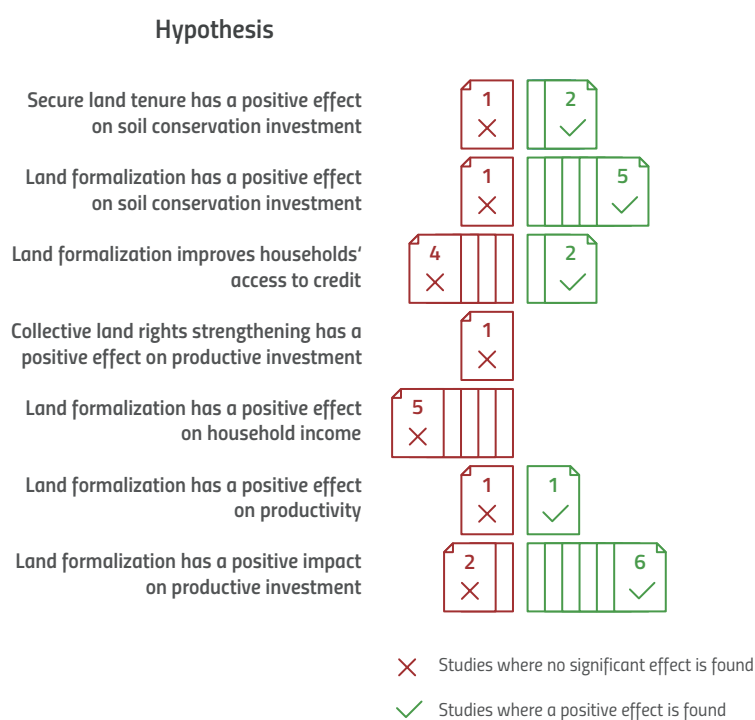 Hypothesis
Secure land tenure has a positive effect
on soil conservation investment
1
2
Land formalization has a positive effect
on soil conservation investment
1
5
Land formalization improves households‘
access to credit
4
2
Collective land rights strengthening has a
positive effect on productive investment
1
Land formalization has a positive effect
on household income
5
Land formalization has a positive effect
on productivity
1
1
Land formalization has a positive impact
on productive investment
2
6
Studies where no significant effect is found
Studies where a positive effect is found